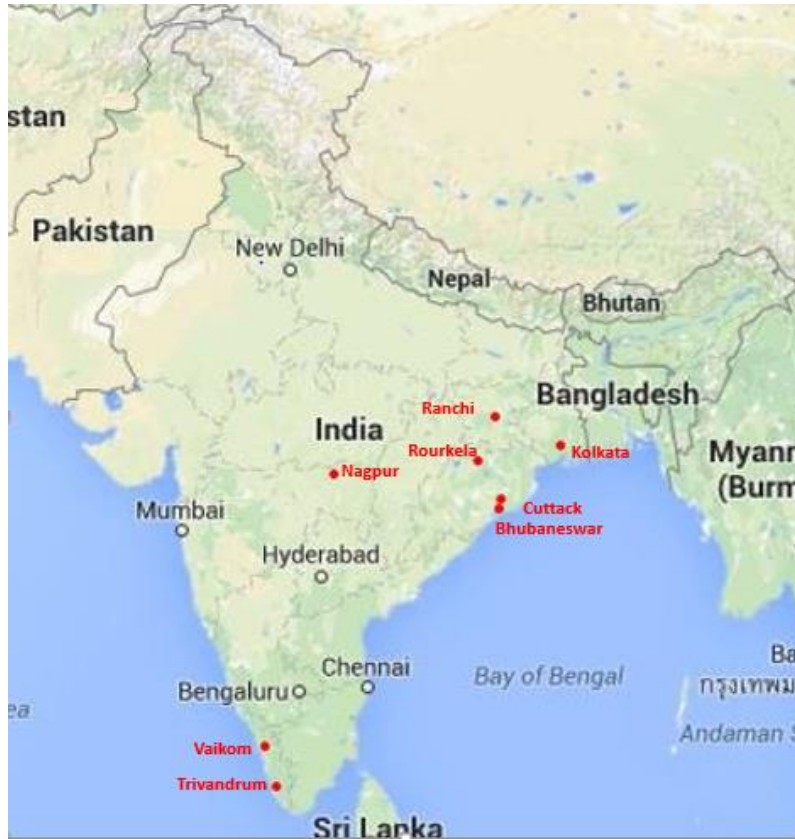 stan
Pakistan
New Delhi
Nepal
Bhutan
Bangladesh
Ranchi
India
Rourkela
Kolkata
Nagpur
Myanr
(Burm
Mumbai
Cuttack
Bhubaneswar
Hyderabad
Chennai
Bengaluru
Bay of Bengal
Ba
กรุงเทพม
ea
Andaman S
Vaikom
Trivandrum
Sri Lanka